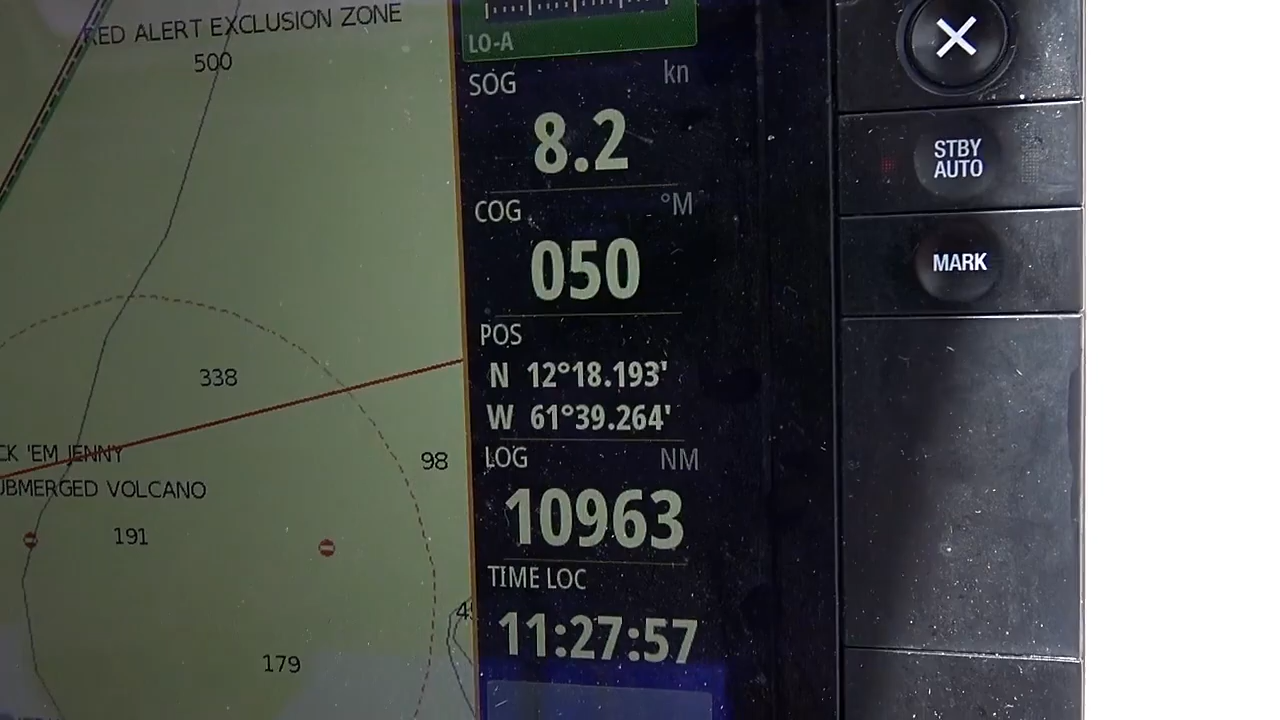 RED ALERT EXCLUSION ZONE
500
338
CK 'EM JENNY
UBMERGED VOLCANO
98
191
179
LO-A
SOG kn
8.2
COG °M
050
POS
N 12°18.193'
W 61°39.264'
LOG NM
10963
TIME LOC
11:27:57
STBY
AUTO
MARK